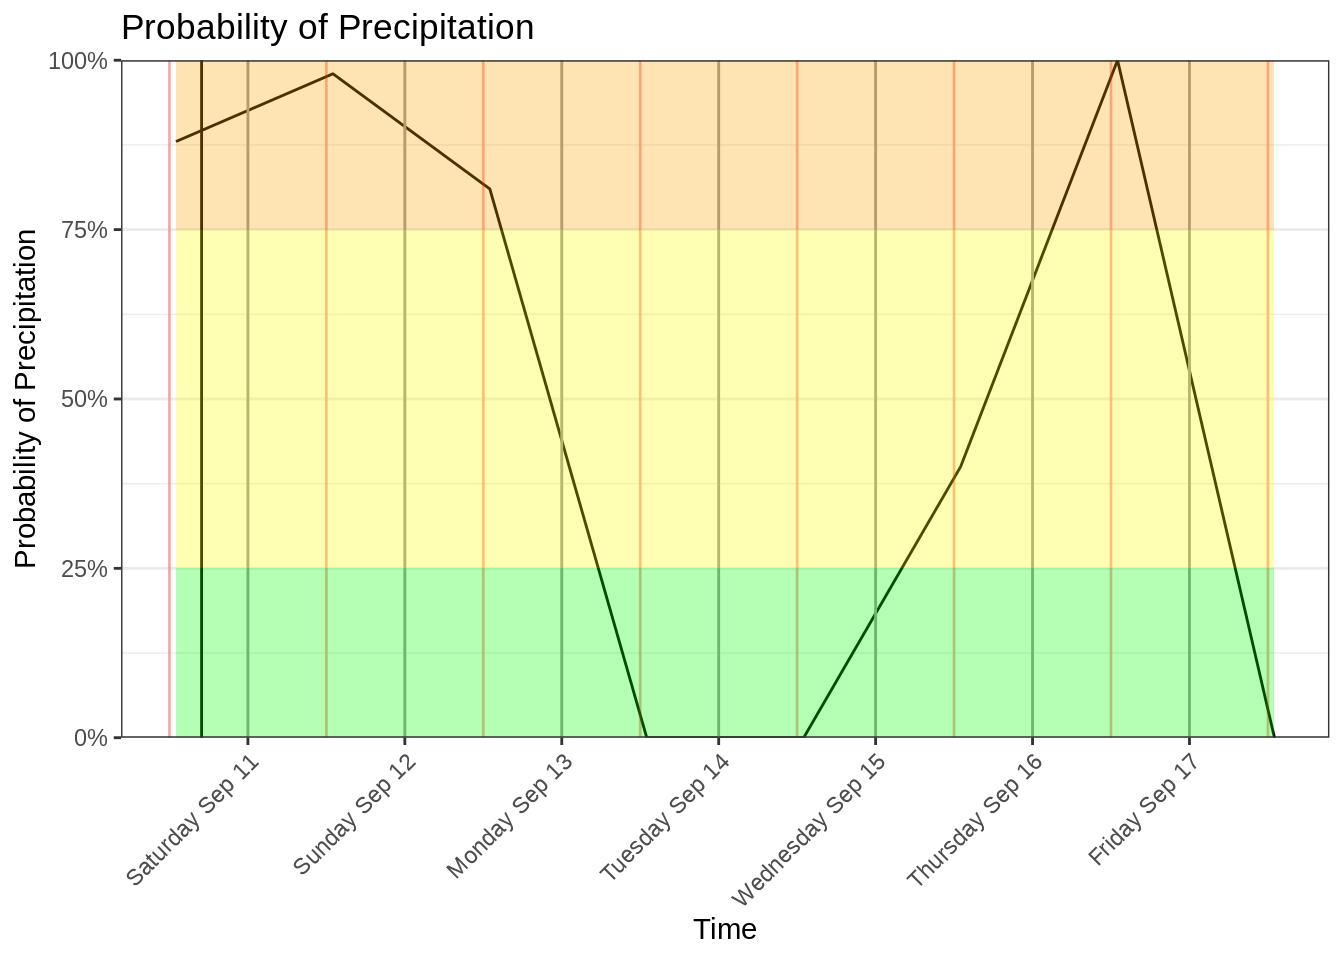 Probability of Precipitation
Probability of Precipitation
100%
75%
50%
25%
0%
Saturday Sep 11
Sunday Sep 12
Monday Sep 13
Tuesday Sep 14
Wednesday Sep 15
Thursday Sep 16
Friday Sep 17
Time